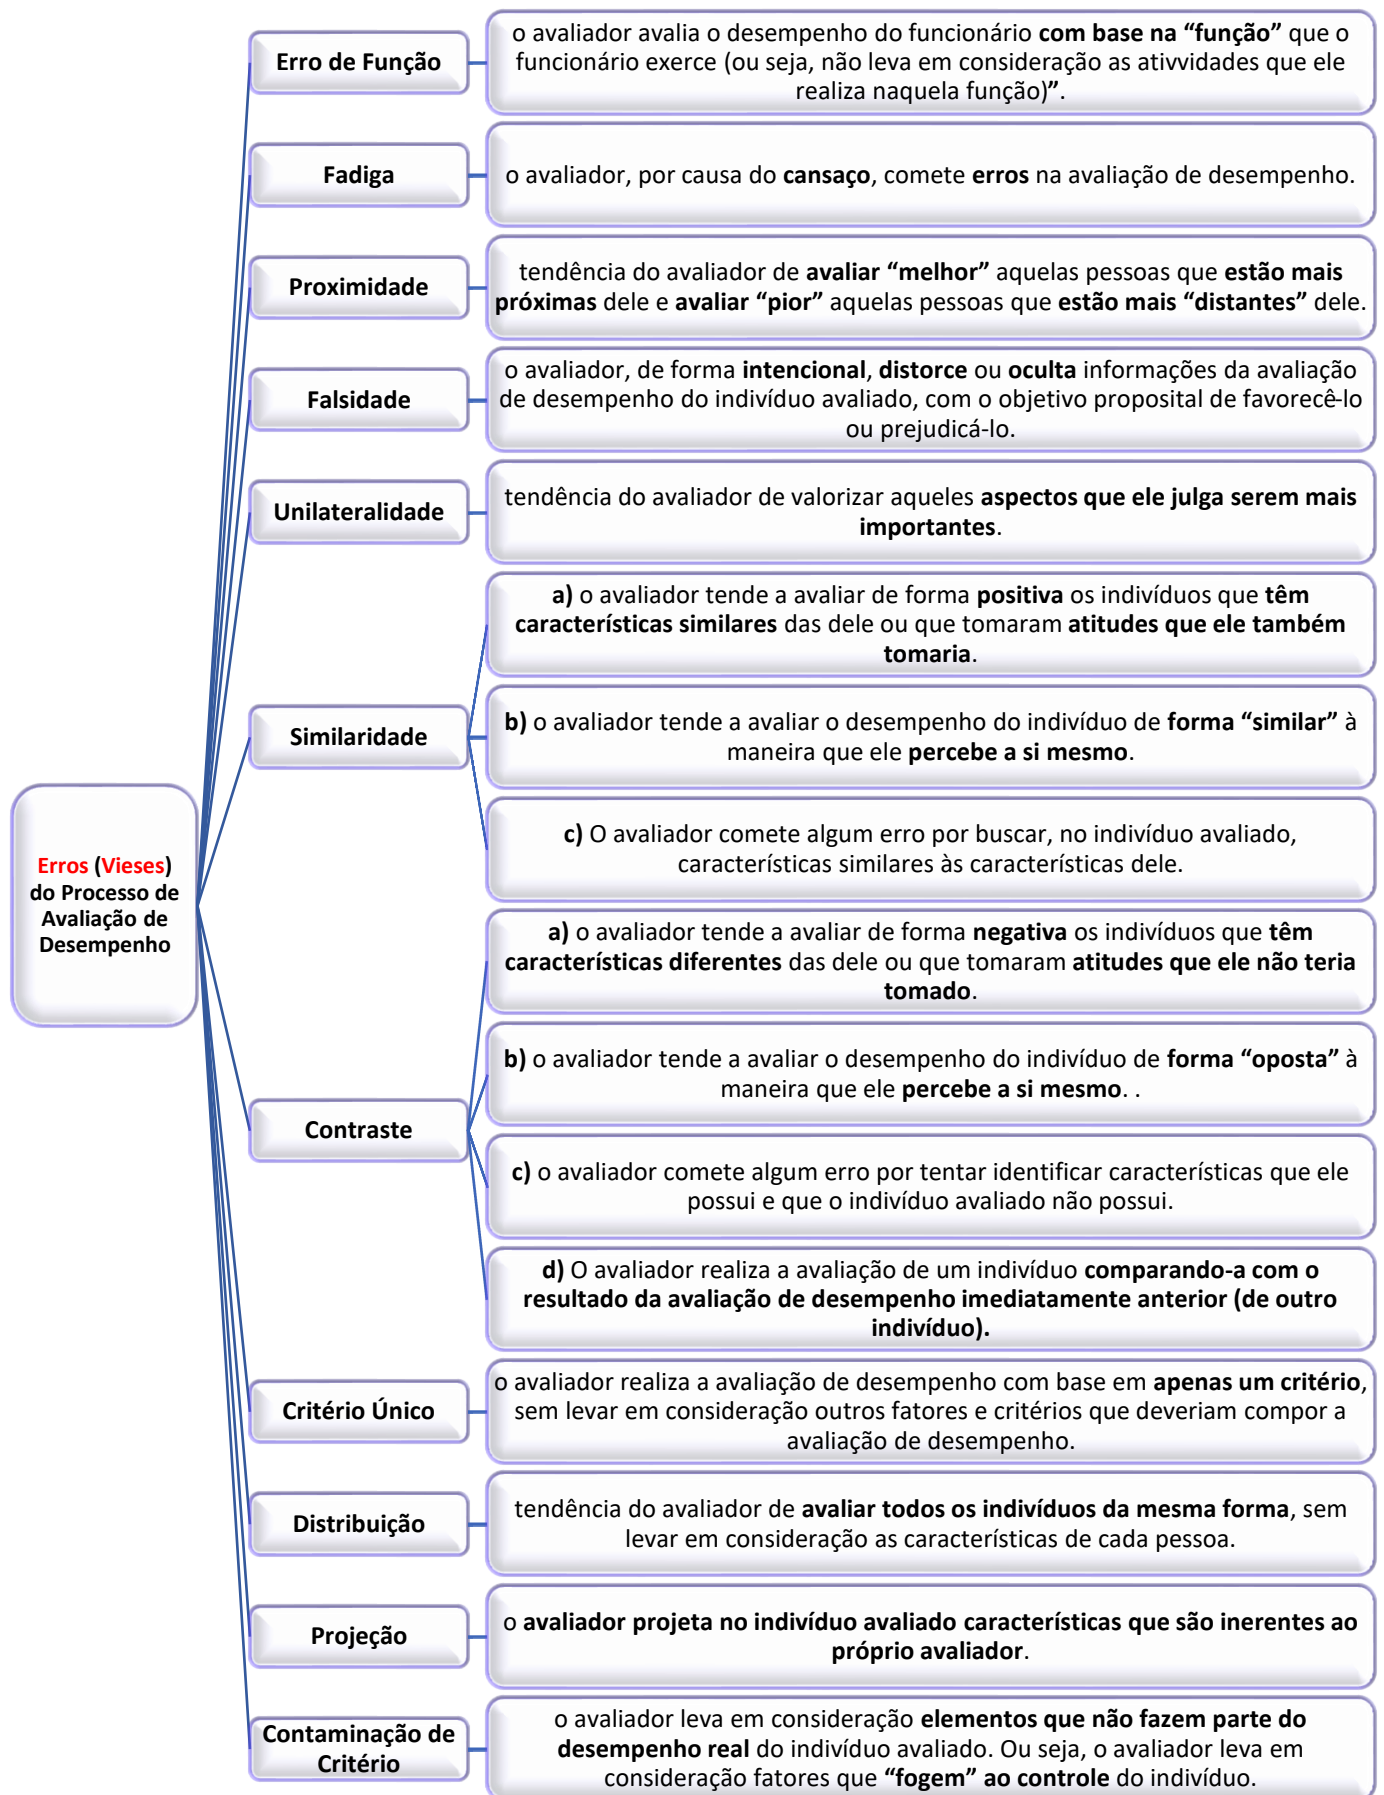 Erros (Vieses)
do Processo de
Avaliação de
Desempenho
Erro de Função
o avaliador avalia o desempenho do funcionário com base na “função” que o
funcionário exerce (ou seja, não leva em consideração as ativvidades que ele
realiza naquela função)”.
Fadiga
o avaliador, por causa do cansaço, comete erros na avaliação de desempenho.
Proximidade
tendência do avaliador de avaliar “melhor” aquelas pessoas que estão mais
próximas dele e avaliar “pior” aquelas pessoas que estão mais “distantes” dele.
Falsidade
o avaliador, de forma intencional, distorce ou oculta informações da avaliação
de desempenho do indivíduo avaliado, com o objetivo proposital de favorecê-lo
ou prejudicá-lo.
Unilateralidade
tendência do avaliador de valorizar aqueles aspectos que ele julga serem mais
importantes.
Similaridade
a) o avaliador tende a avaliar de forma positiva os indivíduos que têm
características similares das dele ou que tomaram atitudes que ele também
tomaria.
b) o avaliador tende a avaliar o desempenho do indivíduo de forma “similar” à
maneira que ele percebe a si mesmo.
c) O avaliador comete algum erro por buscar, no indivíduo avaliado,
características similares às características dele.
Contraste
a) o avaliador tende a avaliar de forma negativa os indivíduos que têm
características diferentes das dele ou que tomaram atitudes que ele não teria
tomado.
b) o avaliador tende a avaliar o desempenho do indivíduo de forma “oposta” à
maneira que ele percebe a si mesmo. .
c) o avaliador comete algum erro por tentar identificar características que ele
possui e que o indivíduo avaliado não possui.
d) O avaliador realiza a avaliação de um indivíduo comparando-a com o
resultado da avaliação de desempenho imediatamente anterior (de outro
indivíduo).
Critério Único
o avaliador realiza a avaliação de desempenho com base em apenas um critério,
sem levar em consideração outros fatores e critérios que deveriam compor a
avaliação de desempenho.
Distribuição
tendência do avaliador de avaliar todos os indivíduos da mesma forma, sem
levar em consideração as características de cada pessoa.
Projeção
o avaliador projeta no indivíduo avaliado características que são inerentes ao
próprio avaliador.
Contaminação de
Critério
o avaliador leva em consideração elementos que não fazem parte do
desempenho real do indivíduo avaliado. Ou seja, o avaliador leva em
consideração fatores que “fogem” ao controle do indivíduo.